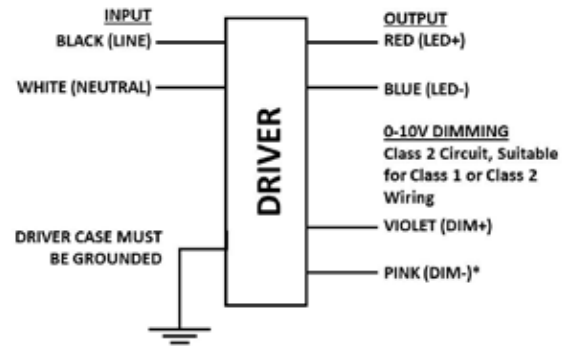 INPUT
BLACK (LINE)
WHITE (NEUTRAL)
DRIVER CASE MUST
BE GROUNDED
DRIVER
OUTPUT
RED (LED+)
BLUE (LED-)
0-10V DIMMING
Class 2 Circuit, Suitable
for Class 1 or Class 2
Wiring
VIOLET (DIM+)
PINK (DIM-)*